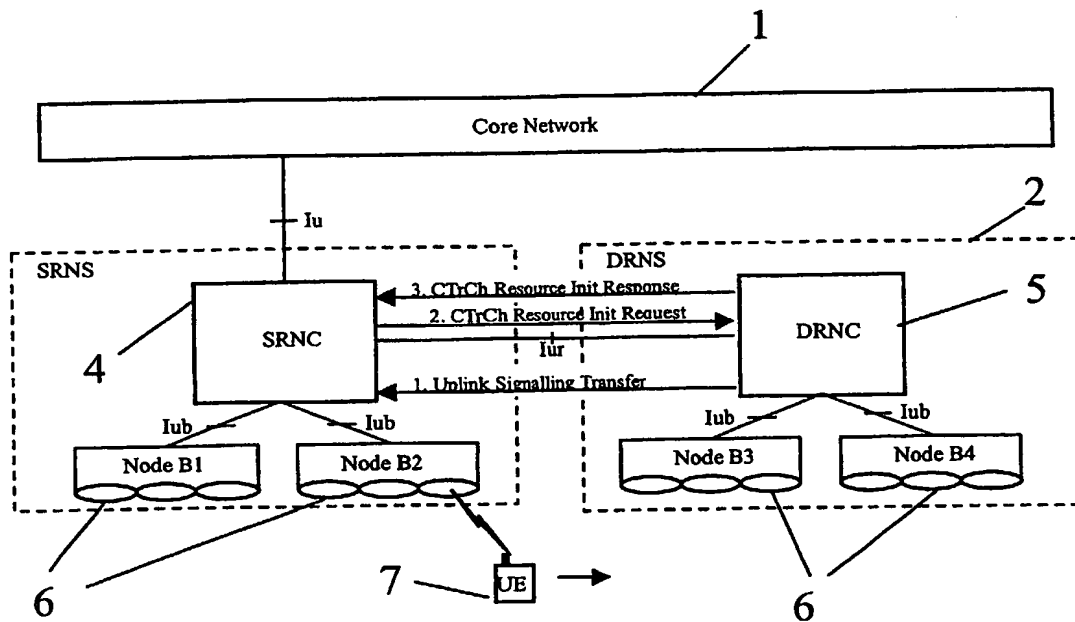 1
Core Network
Iu
2
SRNS
DRNS
3. CTrCh Resource Init Response
5
2. CTrCh Resource Init Request
SRNC
DRNC
4
Iur
1. Uplink Signalling Transfer
Iub
Iub
Iub
Iub
Node B1
Node B2
Node B3
Node B4
6
7
UE
6